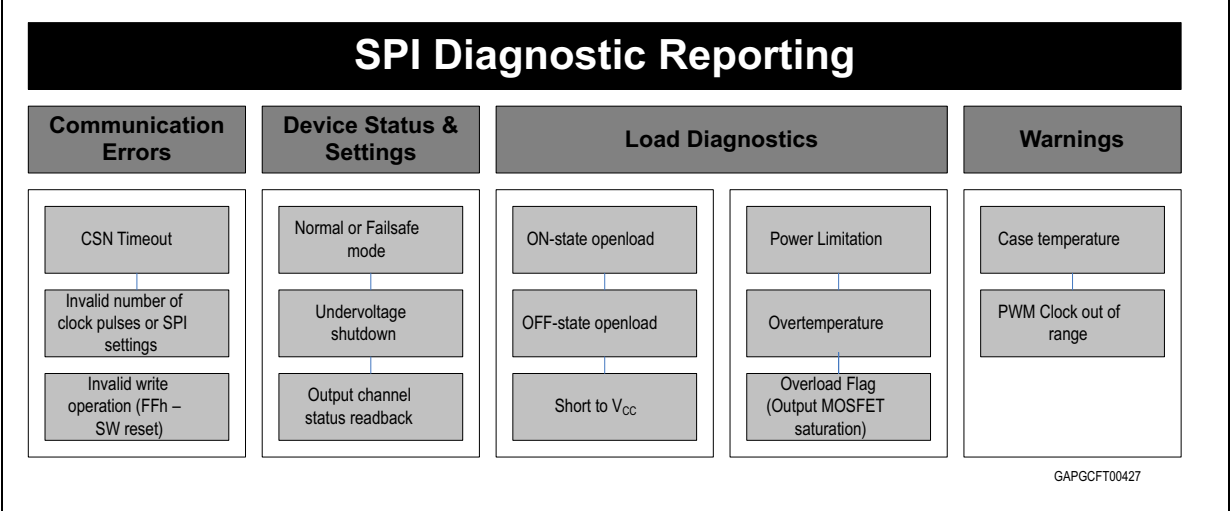 SPI Diagnostic Reporting
Communication
Errors
Device Status &
Settings
Load Diagnostics
Warnings
CSN Timeout
Invalid number of
clock pulses or SPI
settings
Invalid write
operation (FFh –
SW reset)
Normal or Failsafe
mode
Undervoltage
shutdown
Output channel
status readback
ON-state openload
OFF-state openload
Short to VCC
Power Limitation
Overtemperature
Overload Flag
(Output MOSFET
saturation)
Case temperature
PWM Clock out of
range
GAPGCFT00427